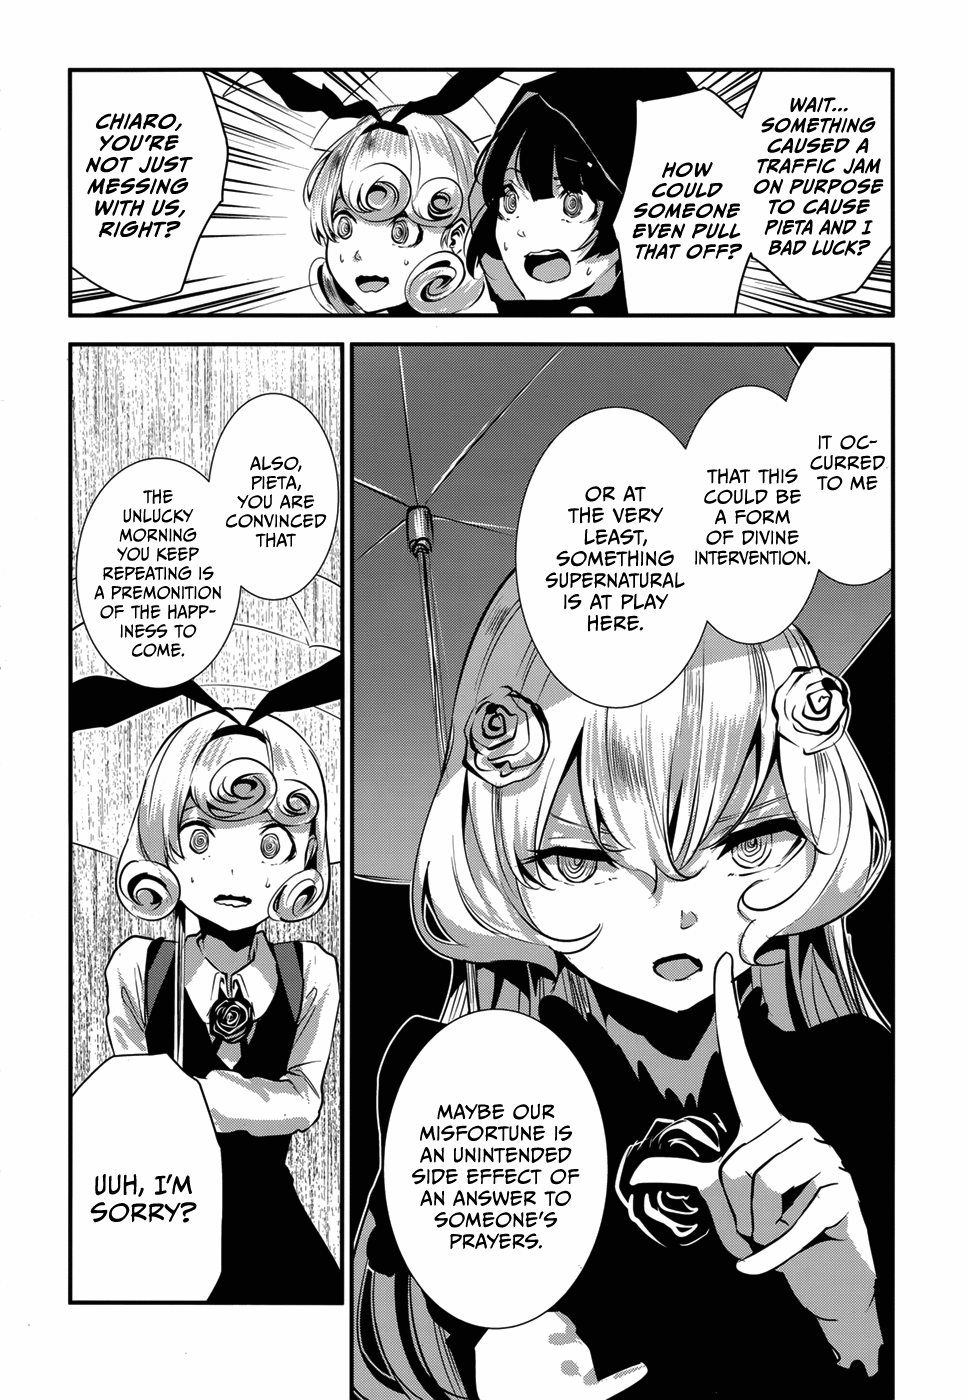 WAIT...
SOMETHING
CAUSED A
TRAFFIC JAM
ON PURPOSE
TO CAUSE
PIETA AND I
BAD LUCK?
HOW
COULD
SOMEONE
EVEN PULL
THAT OFF?
CHIARO,
YOU'RE
NOT JUST
MESSING
WITH US,
RIGHT?
IT OC-
CURRED
TO ME
THAT THIS
COULD BE
A FORM
OF DIVINE
INTERVENTION.
OR AT
THE VERY
LEAST,
SOMETHING
SUPERNATURAL
IS AT PLAY
HERE.
MAYBE OUR
MISFORTUNE IS
AN UNINTENDED
SIDE EFFECT OF
AN ANSWER TO
SOMEONE'S
PRAYERS.
ALSO,
PIETA,
YOU ARE
CONVINCED
THAT
THE
UNLUCKY
MORNING
YOU KEEP
REPEATING IS
A PREMONITION
OF THE HAPP-
INESS TO
COME.
UUH, I'M
SORRY?